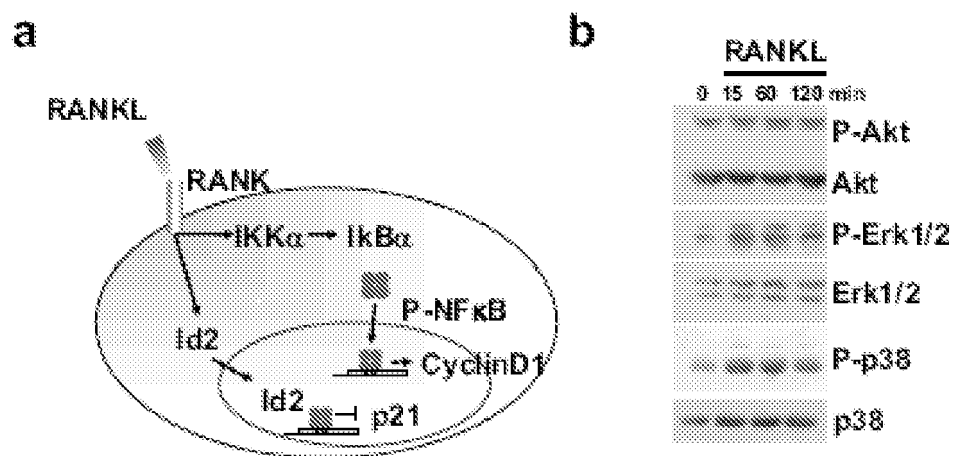 a
RANKL
RANK
IKKα IkBα
P-NFκB
Id2
CyclinD1
Id2
p21
b
RANKL
0 15 60 120 min
P-Akt
Akt
P-Erk1/2
Erk1/2
P-p38
p38